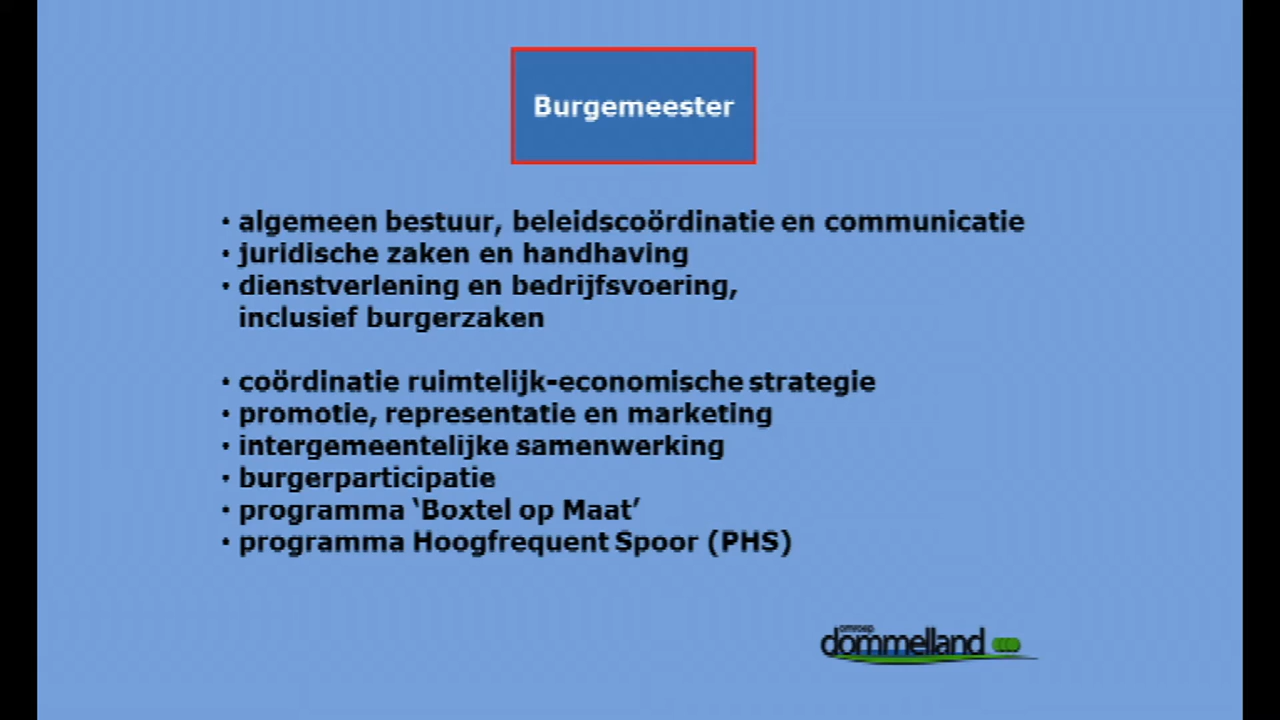 Burgemeester
• algemeen bestuur, beleidscoördinatie en communicatie
• juridische zaken en handhaving
• dienstverlening en bedrijfsvoering,
inclusief burgerzaken
• coördinatie ruimtelijk-economische strategie
• promotie, representatie en marketing
• intergemeentelijke samenwerking
• burgerparticipatie
• programma ‘Boxtel op Maat’
• programma Hoogfrequent Spoor (PHS)
omroep
dommelland